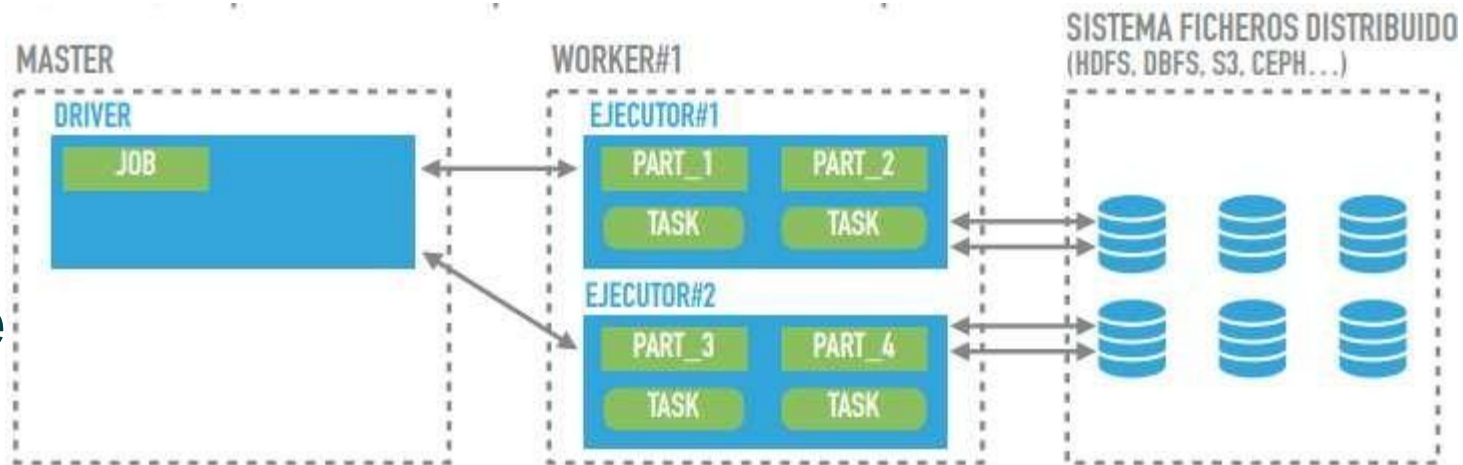 MASTER
DRIVER
JOB
WORKER#1
EJECUTOR#1
PART_1
PART_2
TASK
TASK
EJECUTOR#2
PART_3
PART_4
TASK
TASK
SISTEMA FICHEROS DISTRIBUIDO
(HDFS, DBFS, S3, CEPH...)